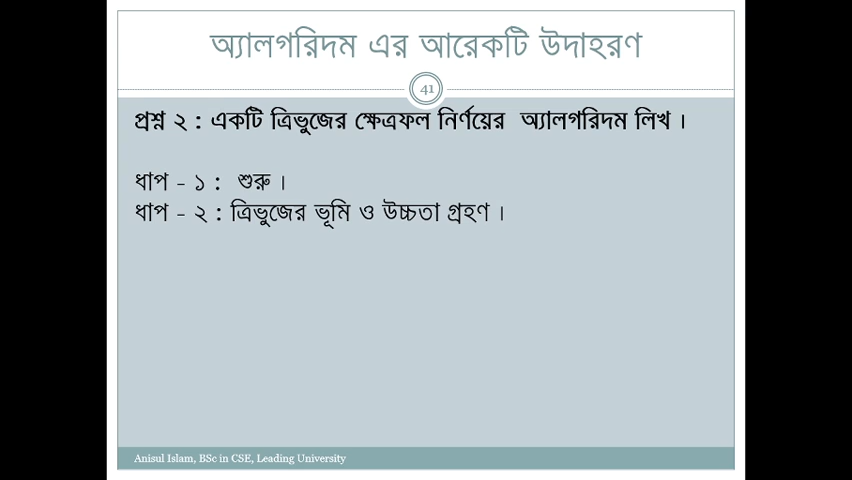 অ্যালগরিদম এর আরেকটি উদাহরণ
41
প্রশ্ন ২ : একটি ত্রিভুজের ক্ষেত্রফল নির্ণয়ের অ্যালগরিদম লিখ ।
ধাপ - ১ : শুরু ।
ধাপ - ২ : ত্রিভুজের ভূমি ও উচ্চতা গ্রহণ ।
Anisul Islam, BSc in CSE, Leading University